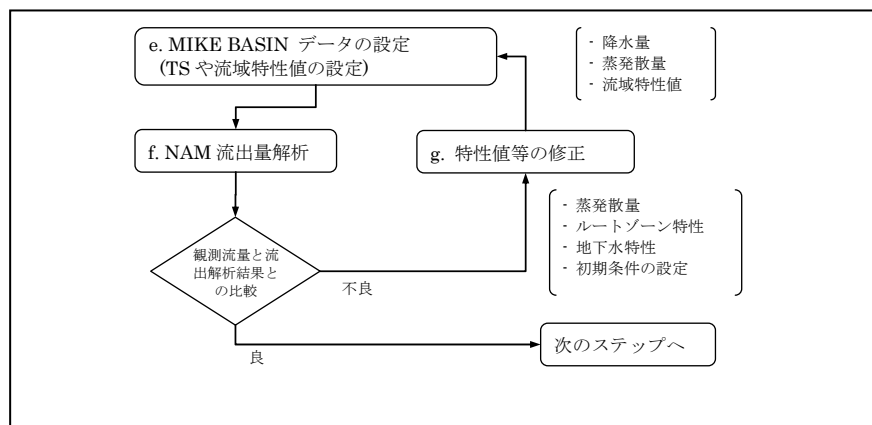 e. MIKE BASIN データの設定
(TS や流域特性値の設定)
- 降水量
- 蒸発散量
- 流域特性値
f. NAM 流出量解析
g. 特性値等の修正
- 蒸発散量
- ルートゾーン特性
- 地下水特性
- 初期条件の設定
観測流量と流
出解析結果と
の比較
不良
良
次のステップへ